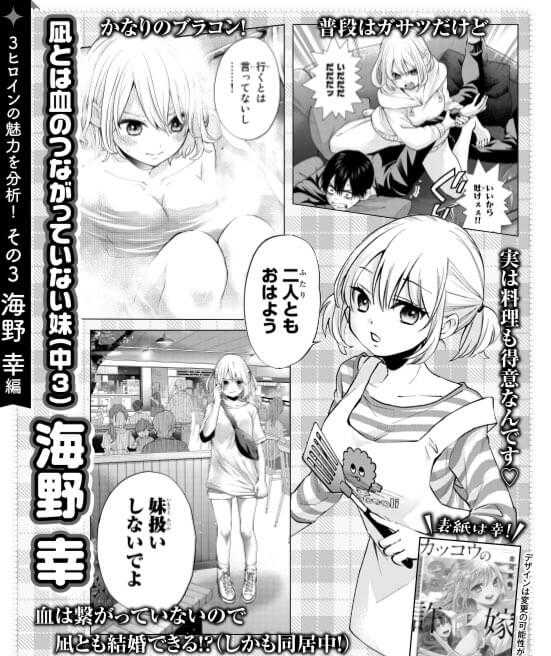 3ヒロインの魅力を分析! その3 海野 幸 編
凪とは血のつながっていない妹(中3)
海野 幸
普段はガサツだけど
いだだだ
だだだッ
いいから
吐けぇぇ!!
かなりのブラコン!
行くとは
言ってないし
………!
実は料理も得意なんです♡
二人とも
ふたり
おはよう
妹扱い
しないでよ
血は繋がっていないので
凪とも結婚できる!?(しかも同居中!)
表紙は幸!
カッコウの
許嫁
デザインは変更の可能性が